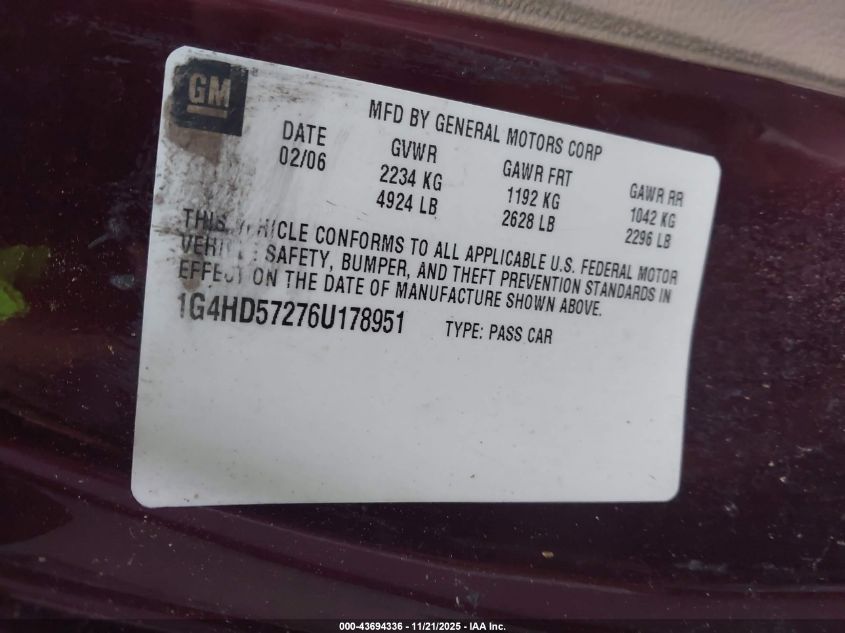 GM
MFD BY GENERAL MOTORS CORP
DATE GVWR GAWR FRT GAWR RR
02/06 2234 KG 1192 KG 1042 KG
4924 LB 2628 LB 2296 LB
THIS VEHICLE CONFORMS TO ALL APPLICABLE U.S. FEDERAL MOTOR
VEHICLE SAFETY, BUMPER, AND THEFT PREVENTION STANDARDS IN
EFFECT ON THE DATE OF MANUFACTURE SHOWN ABOVE.
1G4HD57276U178951 TYPE: PASS CAR
000-43694336 - 11/21/2025 - IAA Inc.